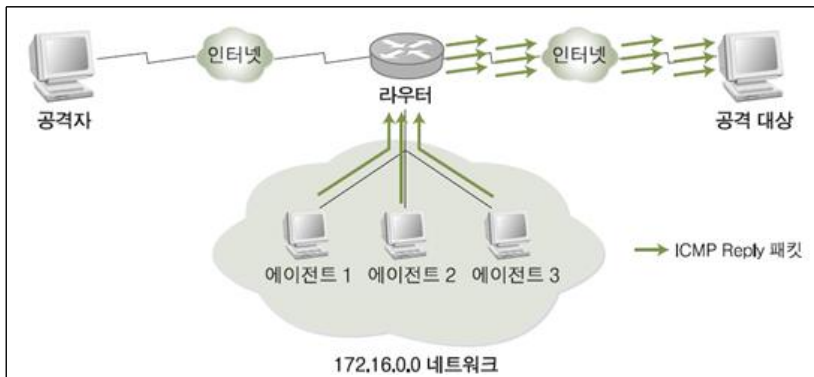 인터넷
인터넷
라우터
공격자
공격 대상
에이전트 1
에이전트 2
에이전트 3
ICMP Reply 패킷
172.16.0.0 네트워크